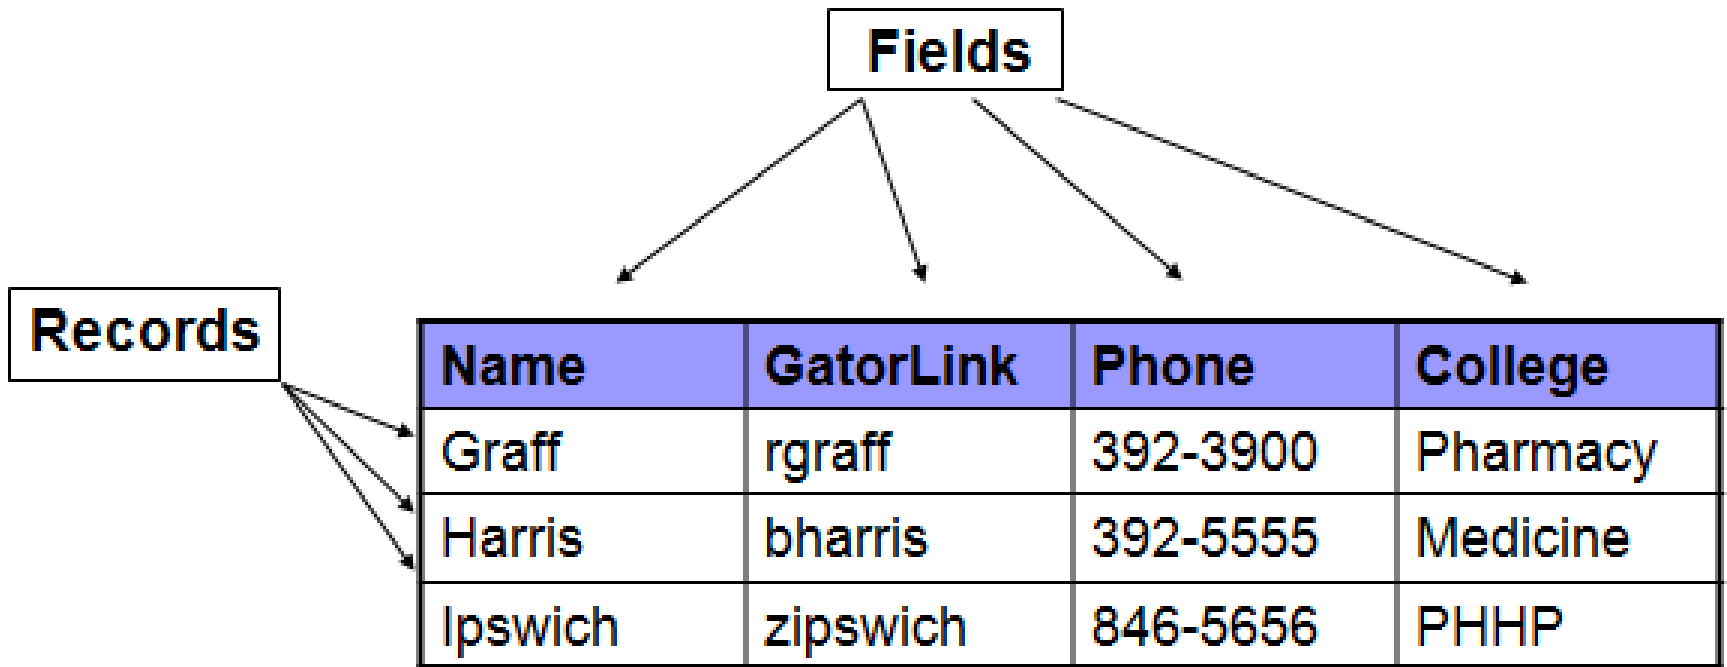 Fields
Records
Name GatorLink Phone College
Graff rgraff 392-3900 Pharmacy
Harris bharris 392-5555 Medicine
Ipswich zipswich 846-5656 PHHP